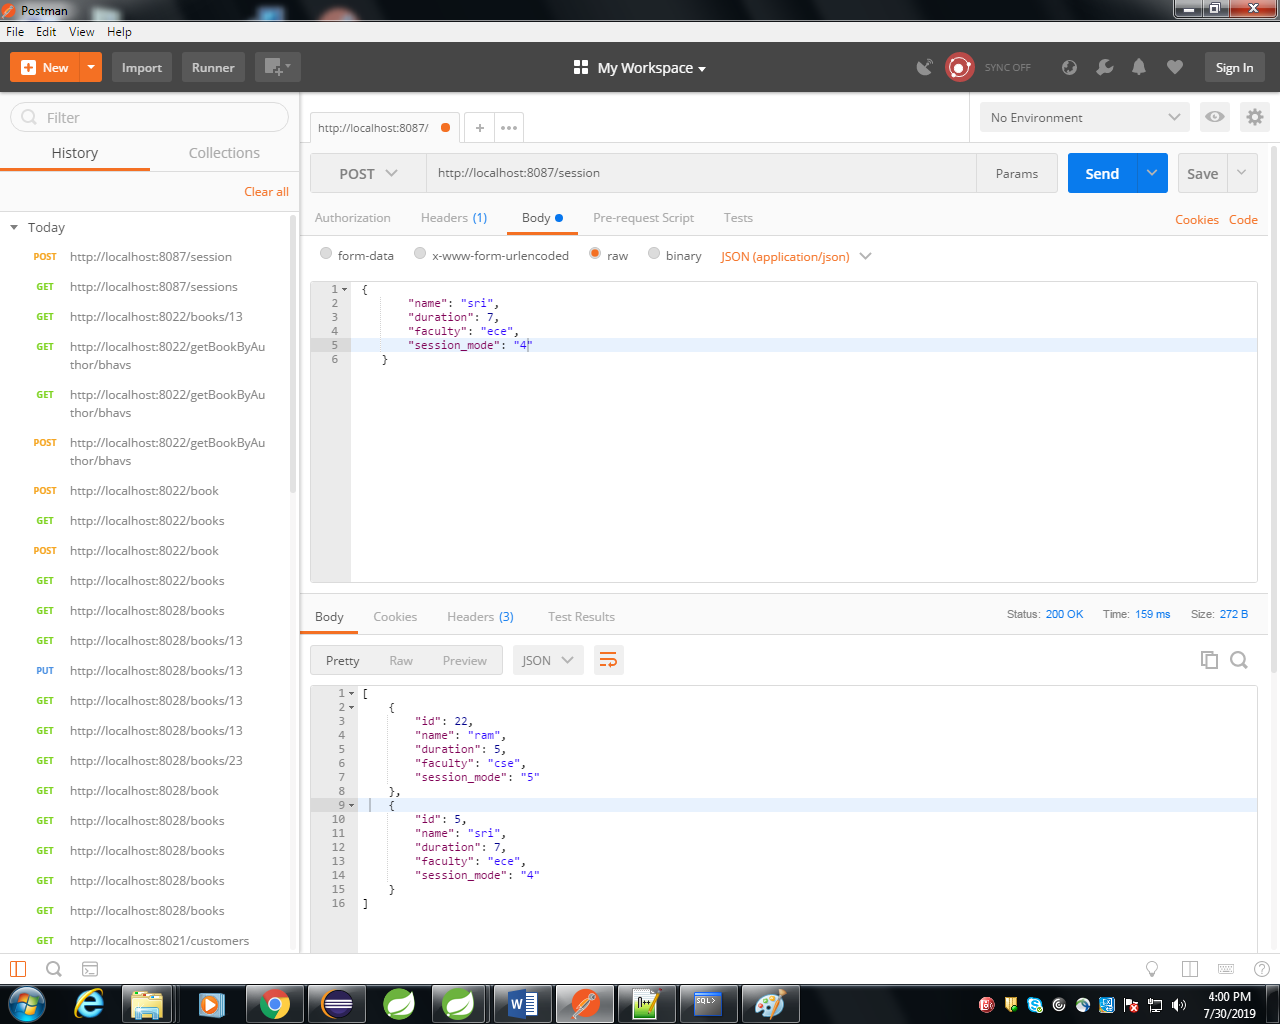 Postman
File Edit View Help
New Import Runner My Workspace SYNC OFF Sign In
Filter
History Collections
Clear all
Today
POST http://localhost:8087/session
GET http://localhost:8087/sessions
GET http://localhost:8022/books/13
GET http://localhost:8022/getBookByAu
thor/bhavs
GET http://localhost:8022/getBookByAu
thor/bhavs
POST http://localhost:8022/getBookByAu
thor/bhavs
POST http://localhost:8022/book
GET http://localhost:8022/books
POST http://localhost:8022/book
GET http://localhost:8022/books
GET http://localhost:8028/books
GET http://localhost:8028/books/13
PUT http://localhost:8028/books/13
GET http://localhost:8028/books/13
GET http://localhost:8028/books/13
GET http://localhost:8028/books/23
GET http://localhost:8028/book
GET http://localhost:8028/books
GET http://localhost:8028/books
GET http://localhost:8028/books
GET http://localhost:8028/books
GET http://localhost:8021/customers
http://localhost:8087/ + ••• No Environment
POST http://localhost:8087/session Params Send Save
Authorization Headers (1) Body Pre-request Script Tests Cookies Code
form-data x-www-form-urlencoded raw binary JSON (application/json)
1 {
2 "name": "sri",
3 "duration": 7,
4 "faculty": "ece",
5 "session_mode": "4"
6 }
Body Cookies Headers (3) Test Results Status: 200 OK Time: 159 ms Size: 272 B
Pretty Raw Preview JSON
1 [
2 {
3 "id": 22,
4 "name": "ram",
5 "duration": 5,
6 "faculty": "cse",
7 "session_mode": "5"
8 },
9 {
10 "id": 5,
11 "name": "sri",
12 "duration": 7,
13 "faculty": "ece",
14 "session_mode": "4"
15 }
16 ]
SQL>
4:00 PM
7/30/2019